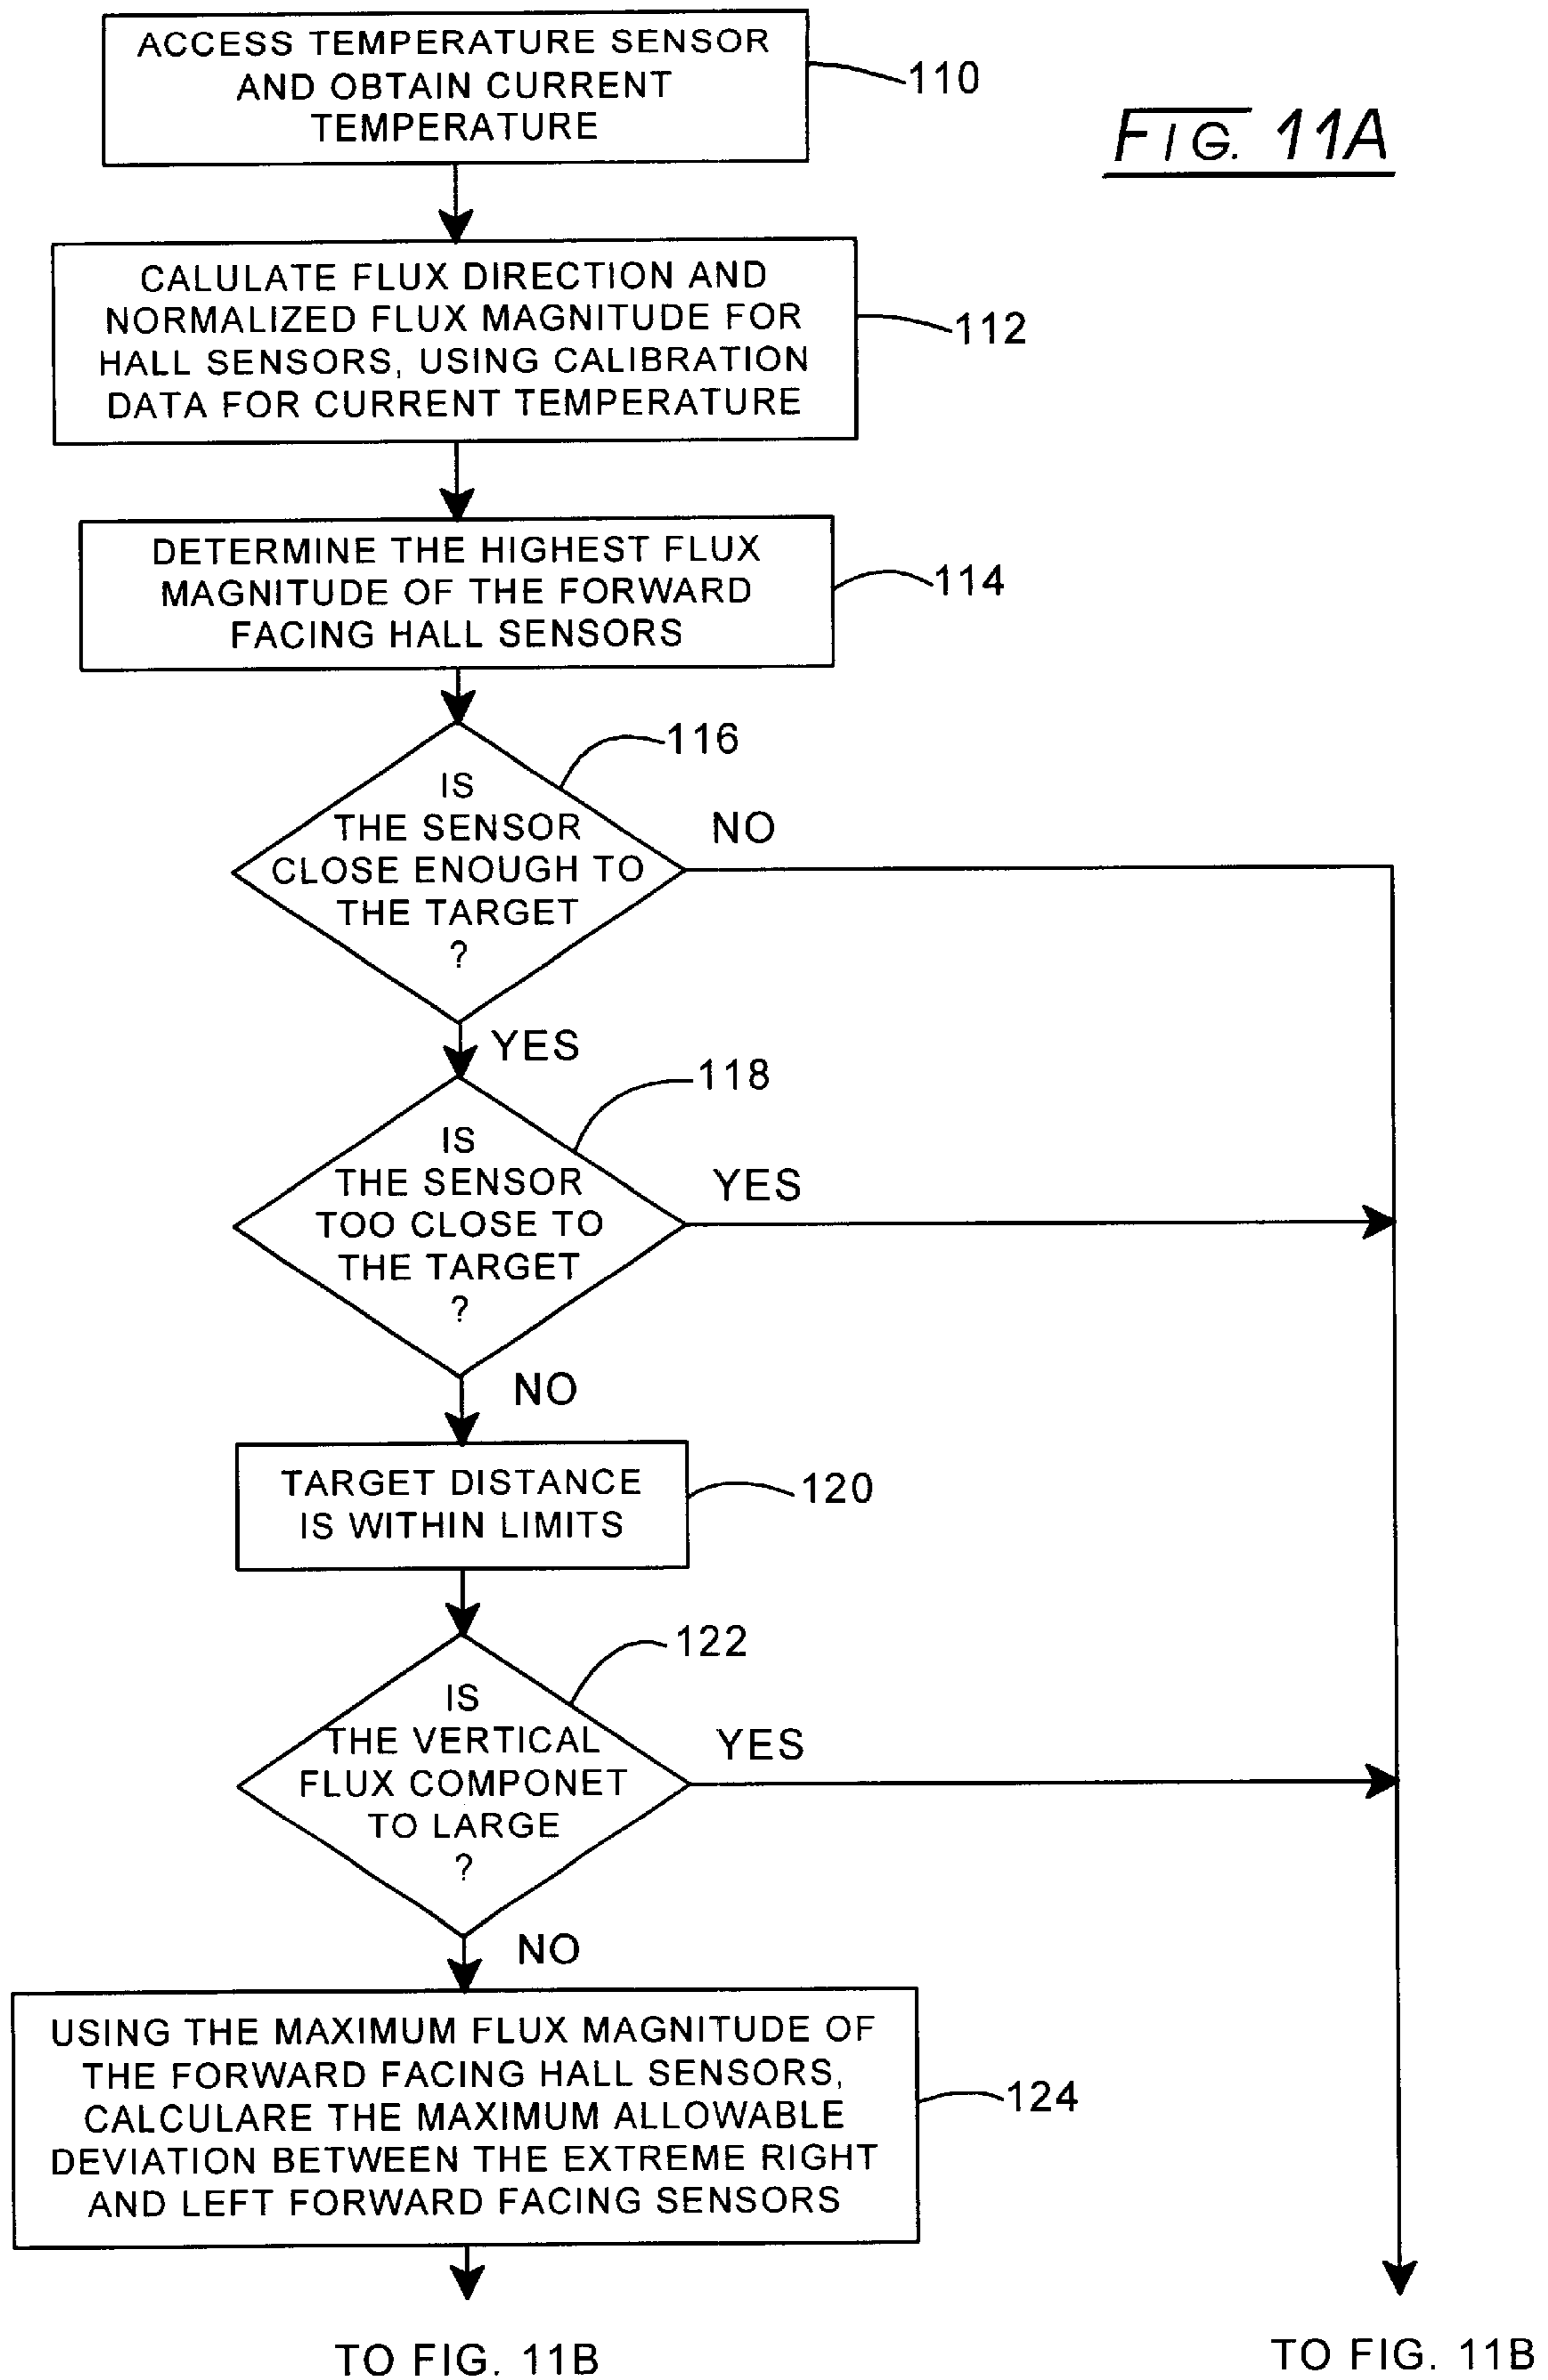 ACCESS TEMPERATURE SENSOR
AND OBTAIN CURRENT
TEMPERATURE
110
FIG. 11A
CALULATE FLUX DIRECTION AND
NORMALIZED FLUX MAGNITUDE FOR
HALL SENSORS, USING CALIBRATION
DATA FOR CURRENT TEMPERATURE
112
DETERMINE THE HIGHEST FLUX
MAGNITUDE OF THE FORWARD
FACING HALL SENSORS
114
116
IS
THE SENSOR
CLOSE ENOUGH TO
THE TARGET
?
NO
YES
118
IS
THE SENSOR
TOO CLOSE TO
THE TARGET
?
YES
NO
TARGET DISTANCE
IS WITHIN LIMITS
120
122
IS
THE VERTICAL
FLUX COMPONET
TO LARGE
?
YES
NO
USING THE MAXIMUM FLUX MAGNITUDE OF
THE FORWARD FACING HALL SENSORS,
CALCULARE THE MAXIMUM ALLOWABLE
DEVIATION BETWEEN THE EXTREME RIGHT
AND LEFT FORWARD FACING SENSORS
124
TO FIG. 11B
TO FIG. 11B